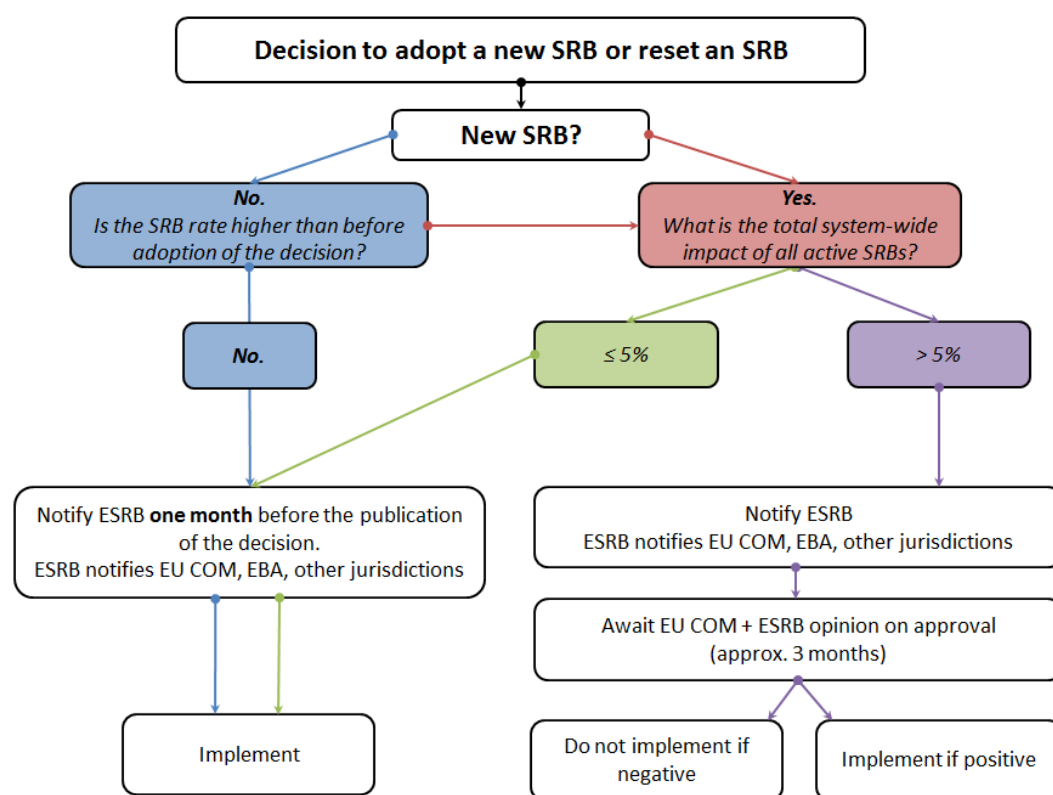 Decision to adopt a new SRB or reset an SRB
New SRB?
No.
Is the SRB rate higher than before
adoption of the decision?
Yes.
What is the total system-wide
impact of all active SRBs?
No.
≤ 5%
> 5%
Notify ESRB one month before the publication
of the decision.
ESRB notifies EU COM, EBA, other jurisdictions
Notify ESRB
ESRB notifies EU COM, EBA, other jurisdictions
Await EU COM + ESRB opinion on approval
(approx. 3 months)
Implement
Do not implement if
negative
Implement if positive